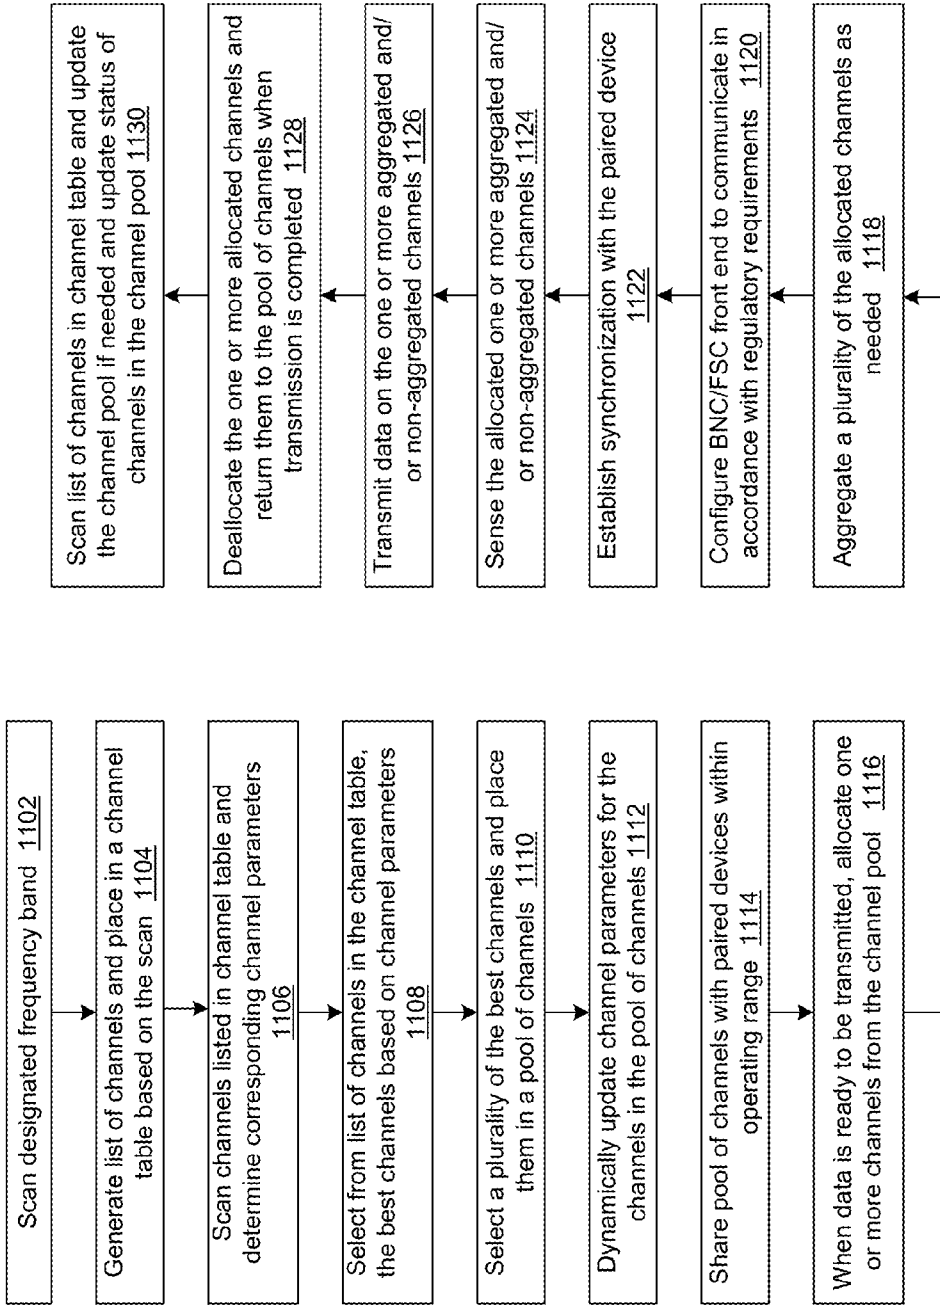 Scan designated frequency band 1102
Generate list of channels and place in a channel
table based on the scan 1104
Scan channels listed in channel table and
determine corresponding channel parameters
1106
Select from list of channels in the channel table,
the best channels based on channel parameters
1108
Select a plurality of the best channels and place
them in a pool of channels 1110
Dynamically update channel parameters for the
channels in the pool of channels 1112
Share pool of channels with paired devices within
operating range 1114
When data is ready to be transmitted, allocate one
or more channels from the channel pool 1116
Aggregate a plurality of the allocated channels as
needed 1118
Configure BNC/FSC front end to communicate in
accordance with regulatory requirements 1120
Establish synchronization with the paired device
1122
Sense the allocated one or more aggregated and/
or non-aggregated channels 1124
Transmit data on the one or more aggregated and/
or non-aggregated channels 1126
Deallocate the one or more allocated channels and
return them to the pool of channels when
transmission is completed 1128
Scan list of channels in channel table and update
the channel pool if needed and update status of
channels in the channel pool 1130